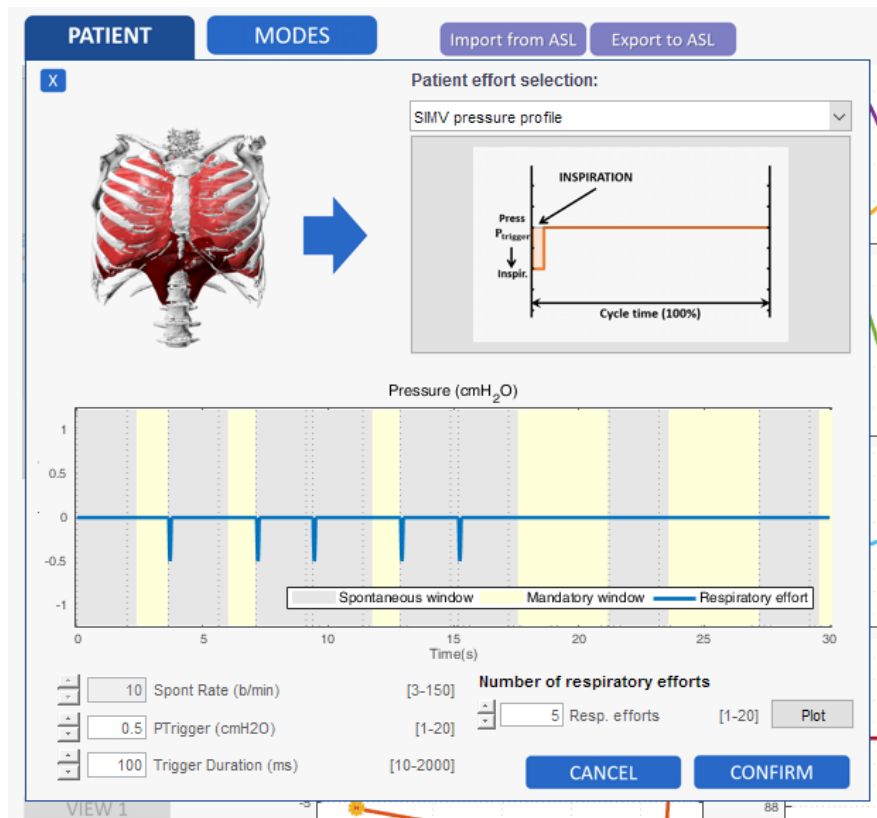 PATIENT
MODES
Import from ASL
Export to ASL
X
Patient effort selection:
SIMV pressure profile
INSPIRATION
Press
Ptrigger
Inspir.
Cycle time (100%)
Pressure (cmH2O)
1
0.5
0
-0.5
-1
Spontaneous window
Mandatory window
Respiratory effort
0 5 10 15 20 25 30
Time(s)
10 Spont Rate (b/min) [3-150]
0.5 PTrigger (cmH2O) [1-20]
100 Trigger Duration (ms) [10-2000]
Number of respiratory efforts
5 Resp. efforts [1-20] Plot
CANCEL
CONFIRM
VIEW 1
-5
88